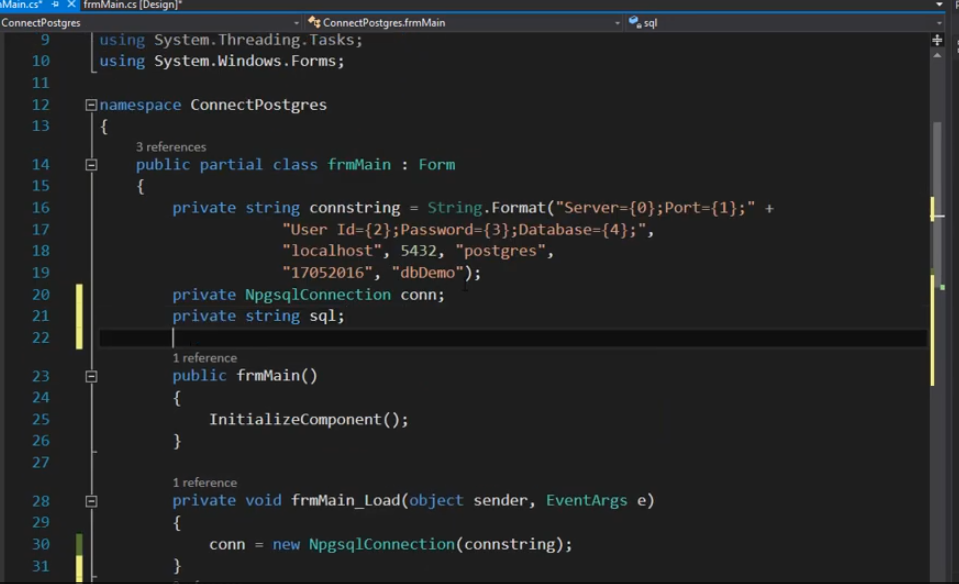 Main.cs* frmMain.cs [Design]*
ConnectPostgres ConnectPostgres.frmMain sql
9 using System.Threading.Tasks;
10 using System.Windows.Forms;
11
12 namespace ConnectPostgres
13 {
3 references
14 public partial class frmMain : Form
15 {
16 private string connstring = String.Format("Server={0};Port={1};" +
17 "User Id={2};Password={3};Database={4};",
18 "localhost", 5432, "postgres",
19 "17052016", "dbDemo");
20 private NpgsqlConnection conn;
21 private string sql;
22
1 reference
23 public frmMain()
24 {
25 InitializeComponent();
26 }
27
1 reference
28 private void frmMain_Load(object sender, EventArgs e)
29 {
30 conn = new NpgsqlConnection(connstring);
31 }